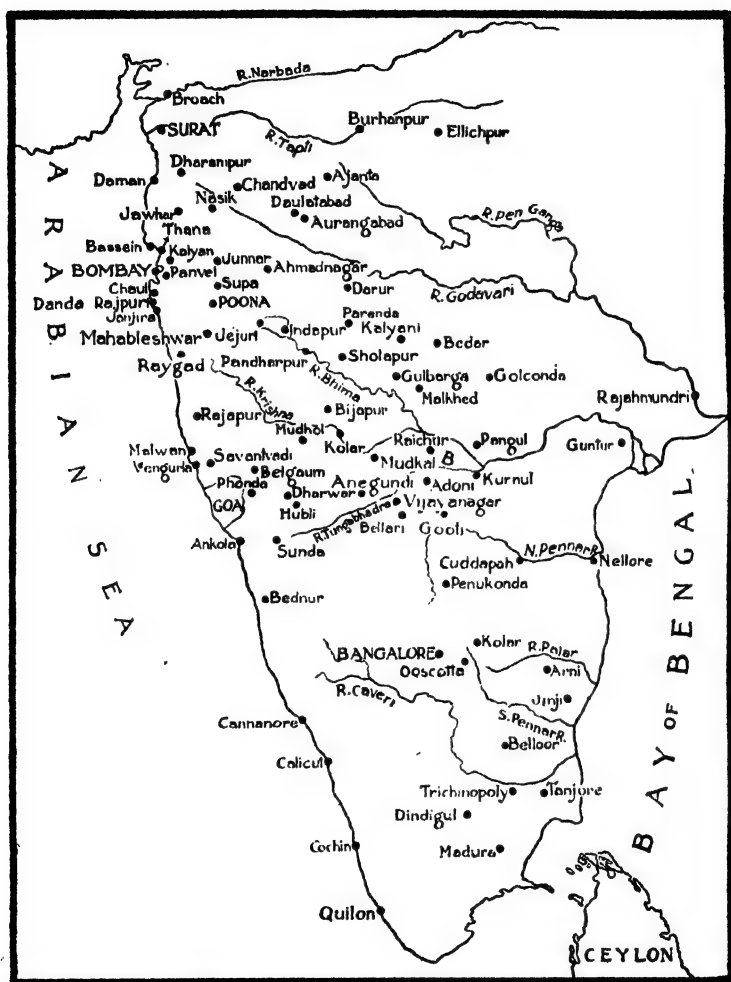 R. Narbada
Broach
SURAT
R. Tapti
Burhanpur
Ellichpur
Dharampur
Daman
Chandvad
Ajanta
Nasik
Daulatabad
Aurangabad
Jawhar
Thana
R. Pen Ganga
Bassein
Kalyan
Junnar
BOMBAY
Panvel
Ahmadnagar
Chaul
Supa
Darur
R. Godavari
Danda Rajpuri
Janjira
POONA
Parenda
Mahableshwar
Jejuri
Indapur
Kalyani
Bedar
Raygad
Pandharpur
Sholapur
R. Bhima
Gulbarga
Golconda
Malkhed
Rajahmundri
R. Krishna
Rajapur
Bijapur
Mudhol
Kolar
Raichur
Pangul
Guntur
Malwan
Vengurla
Savantvadi
Belgaum
Mudkal
B
Phonda
GOA
Dharwar
Anegundi
Adoni
Kurnul
Hubli
Vijayanagar
R. Tungabhadra
Bellari
Gooti
Ankola
Sunda
Cuddapah
N. Pennar R.
Nellore
Penukonda
Bednur
Kolar
BANGALORE
Ooscotta
R. Palar
Arni
R. Caveri
Jinji
S. Pennar R.
Cannanore
Belloor
Calicut
Trichinopoly
Tanjore
Dindigul
Cochin
Madura
Quilon
CEYLON
ARABIAN SEA
BAY OF BENGAL